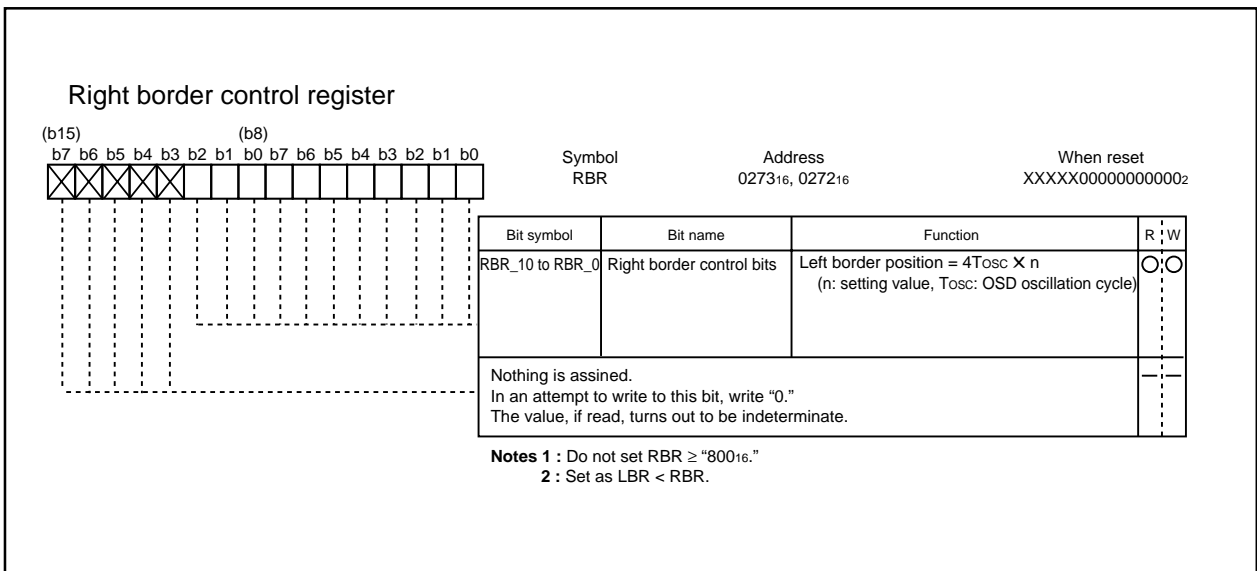 Right border control register
(b15) (b8)
b7 b6 b5 b4 b3 b2 b1 b0 b7 b6 b5 b4 b3 b2 b1 b0
Symbol Address When reset
RBR 027316, 027216 XXXXX000000000002
Bit symbol Bit name Function R W
RBR_10 to RBR_0 Right border control bits Left border position = 4Tosc X n
(n: setting value, Tosc: OSD oscillation cycle)
Nothing is assined.
In an attempt to write to this bit, write “0.”
The value, if read, turns out to be indeterminate.
Notes 1 : Do not set RBR ≥ “80016.”
2 : Set as LBR < RBR.